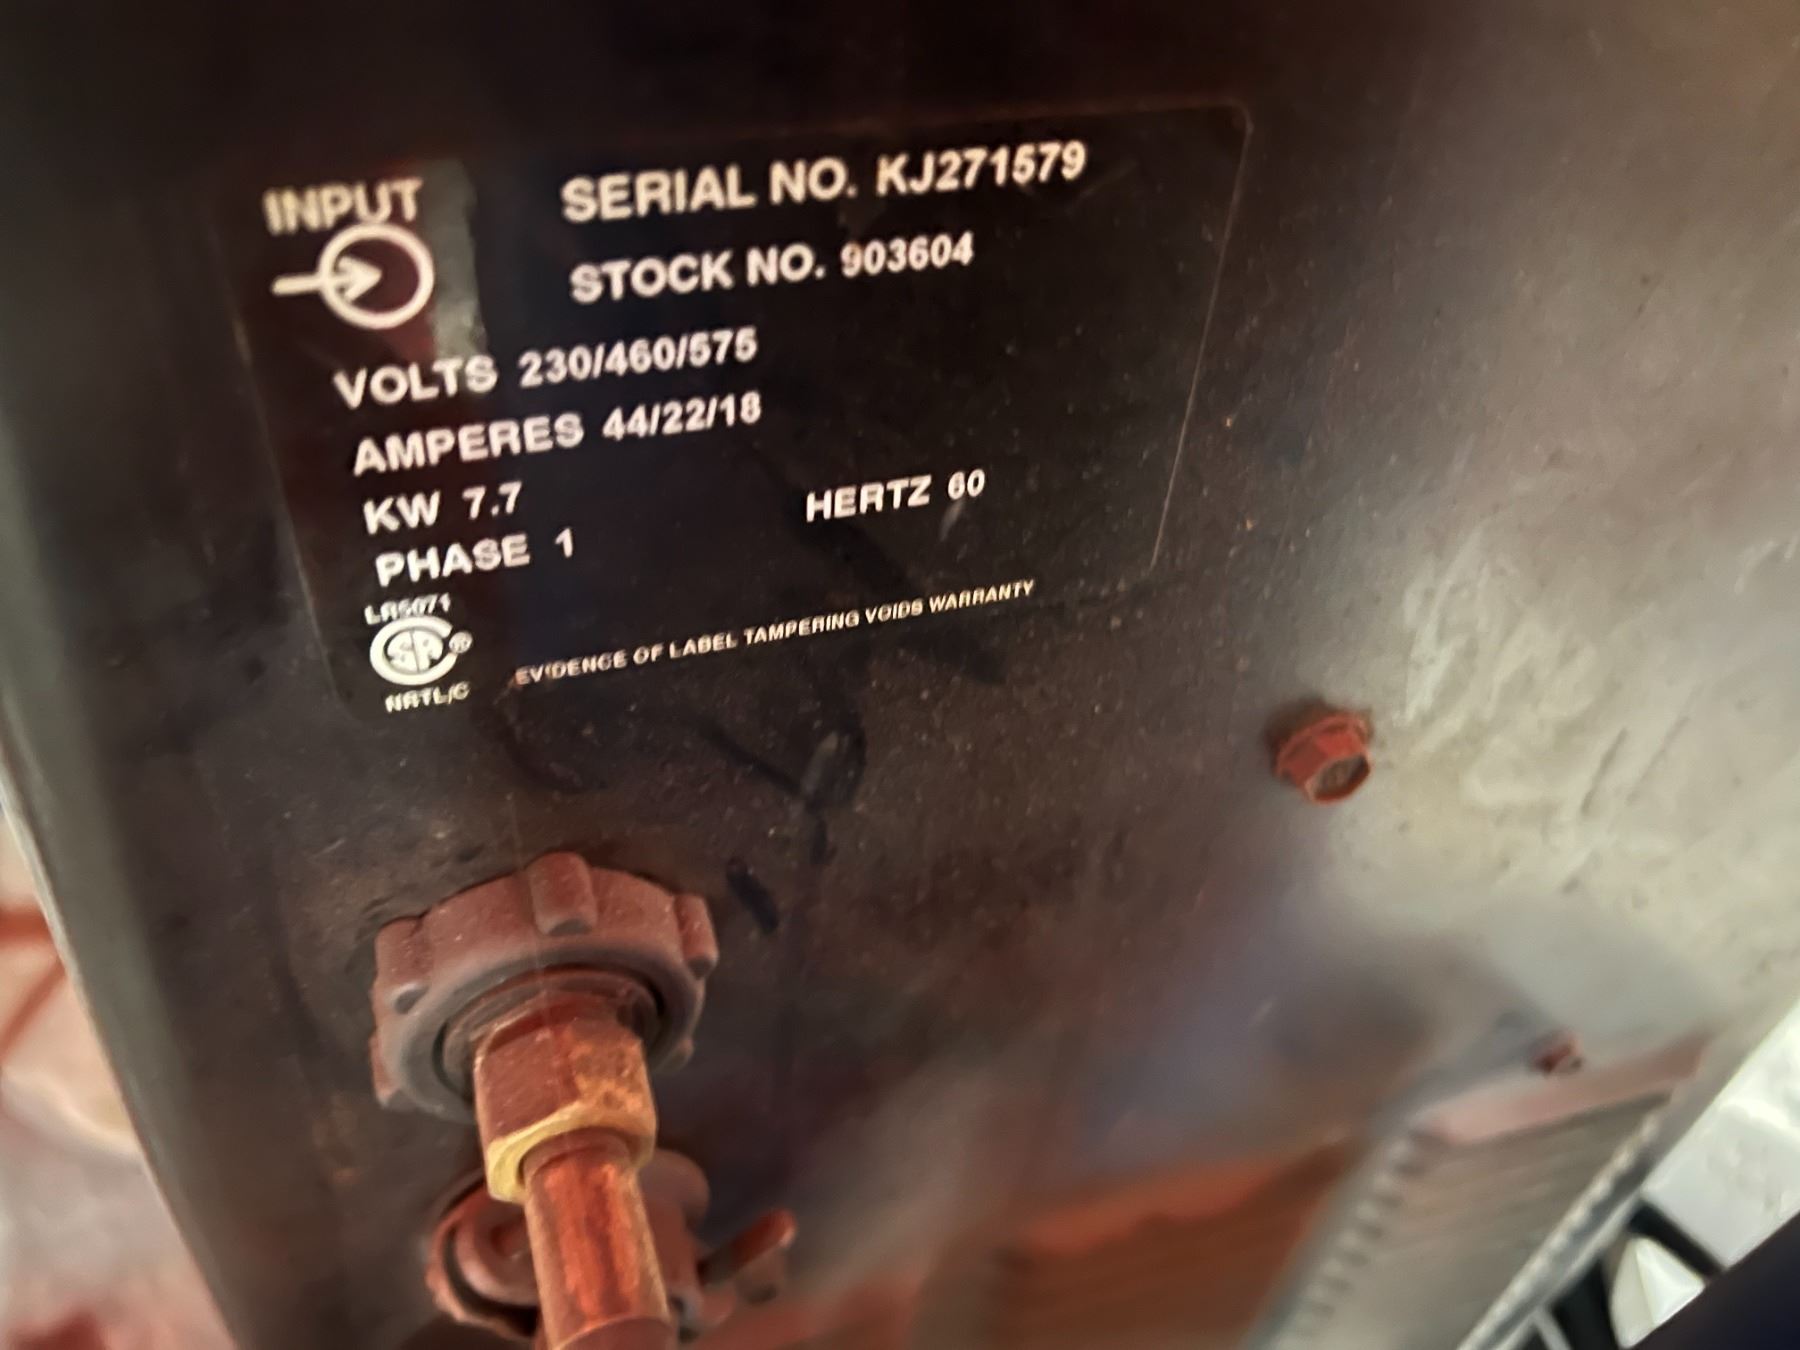 INPUT
SERIAL NO. KJ271579
STOCK NO. 903604
VOLTS 230/460/575
AMPERES 44/22/18
KW 7.7
HERTZ 60
PHASE 1
LR5071
SA ®
NRTL/C
EVIDENCE OF LABEL TAMPERING VOIDS WARRANTY